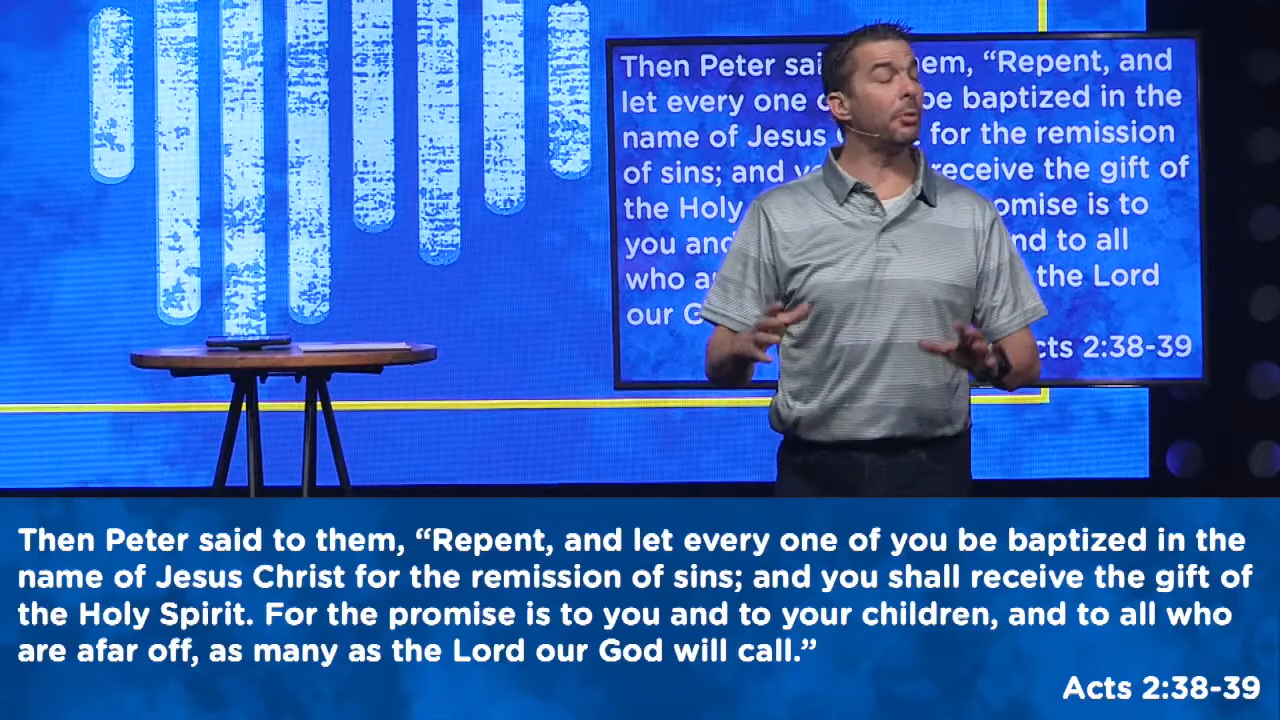 Then Peter sai em, “Repent, and
let every one be baptized in the
name of Jesus for the remission
of sins; and receive the gift of
the Holy omise is to
you and nd to all
who a the Lord
our G
cts 2:38-39
Then Peter said to them, “Repent, and let every one of you be baptized in the
name of Jesus Christ for the remission of sins; and you shall receive the gift of
the Holy Spirit. For the promise is to you and to your children, and to all who
are afar off, as many as the Lord our God will call.”
Acts 2:38-39